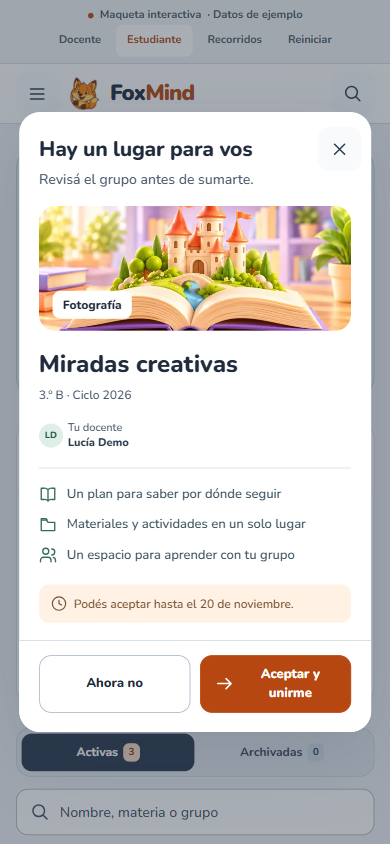 Maqueta interactiva · Datos de ejemplo
Docente
Estudiante
Recorridos
Reiniciar
FoxMind
Hay un lugar para vos
Revisá el grupo antes de sumarte.
Fotografía
Miradas creativas
3.º B · Ciclo 2026
LD
Tu docente
Lucía Demo
Un plan para saber por dónde seguir
Materiales y actividades en un solo lugar
Un espacio para aprender con tu grupo
Podés aceptar hasta el 20 de noviembre.
Ahora no
Aceptar y
unirme
Activas 3
Archivadas 0
Nombre, materia o grupo